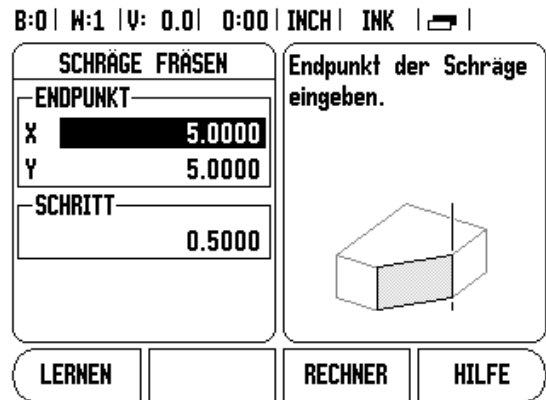 B:0 | W:1 | V: 0.0 | 0:00 | INCH | INK |
SCHRÄGE FRÄSEN
ENDPUNKT
X 5.0000
Y 5.0000
SCHRITT
0.5000
Endpunkt der Schräge
eingeben.
LERNEN RECHNER HILFE